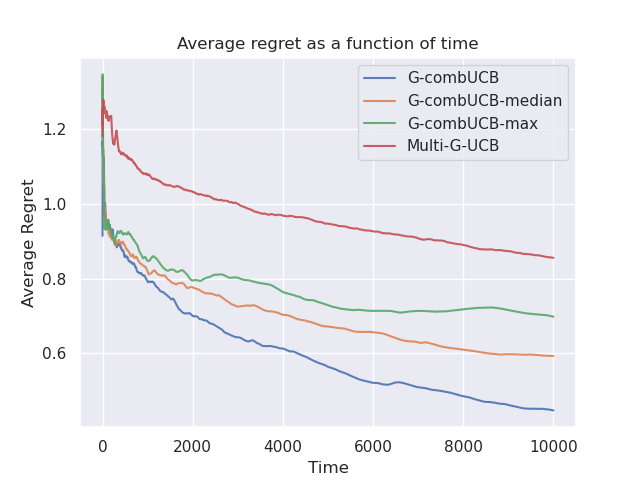 Average regret as a function of time
G-combUCB
G-combUCB-median
G-combUCB-max
Multi-G-UCB
Average Regret
1.2
1.0
0.8
0.6
0 2000 4000 6000 8000 10000
Time